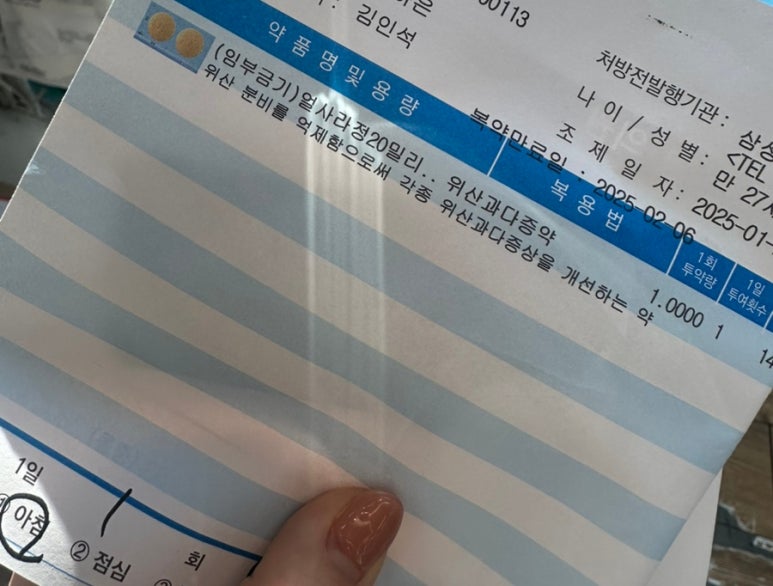 00113
김인석
처방전발행기관: 삼성
<TEL
나 이 / 성 별: 만 27세
조 제 일 자: 2025-01-
복약만료일 : 2025-02-06
약 품 명 및 용 량
복 용 법
1회 투약량
1일 투여횟수
(임부금기)엘사라정20밀리.. 위산과다증약
1.0000 1 14
위산 분비를 억제함으로써 각종 위산과다증상을 개선하는 약
1일 1 회
① 아침 ② 점심
2